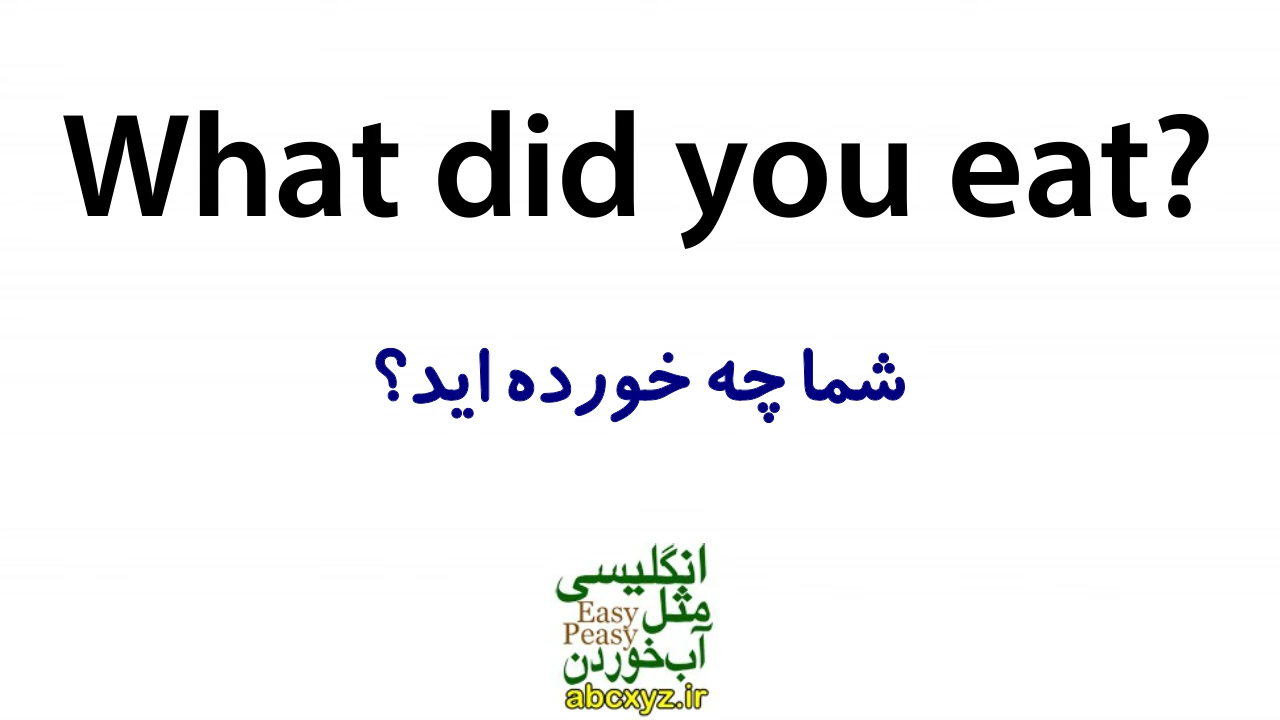 What did you eat?
شما چه خورده اید؟
انگلیسی
مثل
Easy
Peasy
آب خوردن
abcxyz.ir